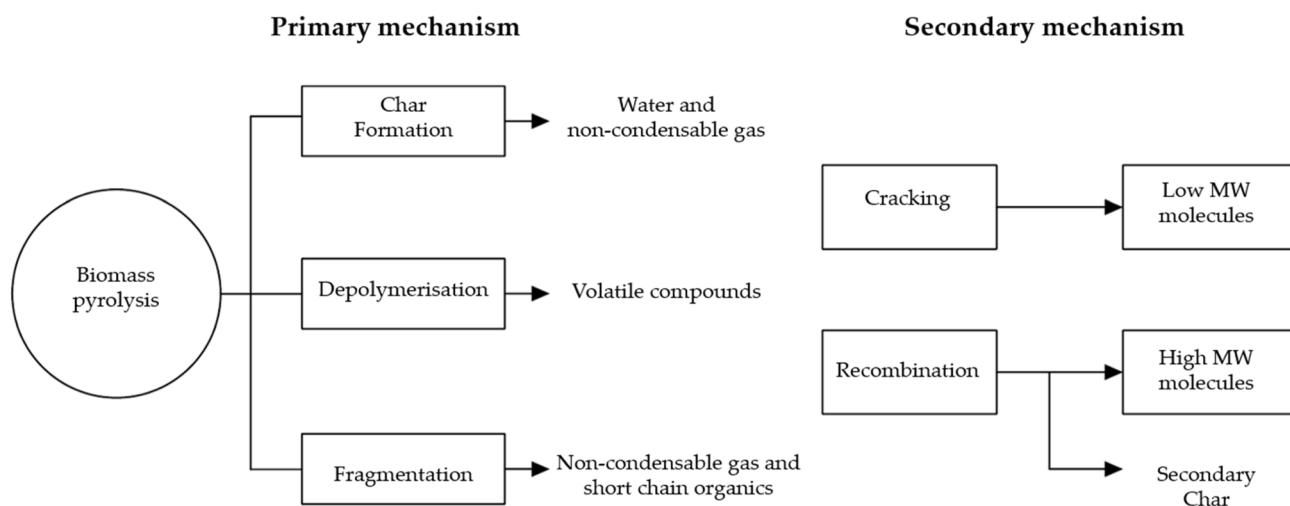 Primary mechanism
Secondary mechanism
Char
Formation
Water and
non-condensable gas
Biomass
pyrolysis
Depolymerisation
Volatile compounds
Fragmentation
Non-condensable gas and
short chain organics
Cracking
Low MW
molecules
Recombination
High MW
molecules
Secondary
Char